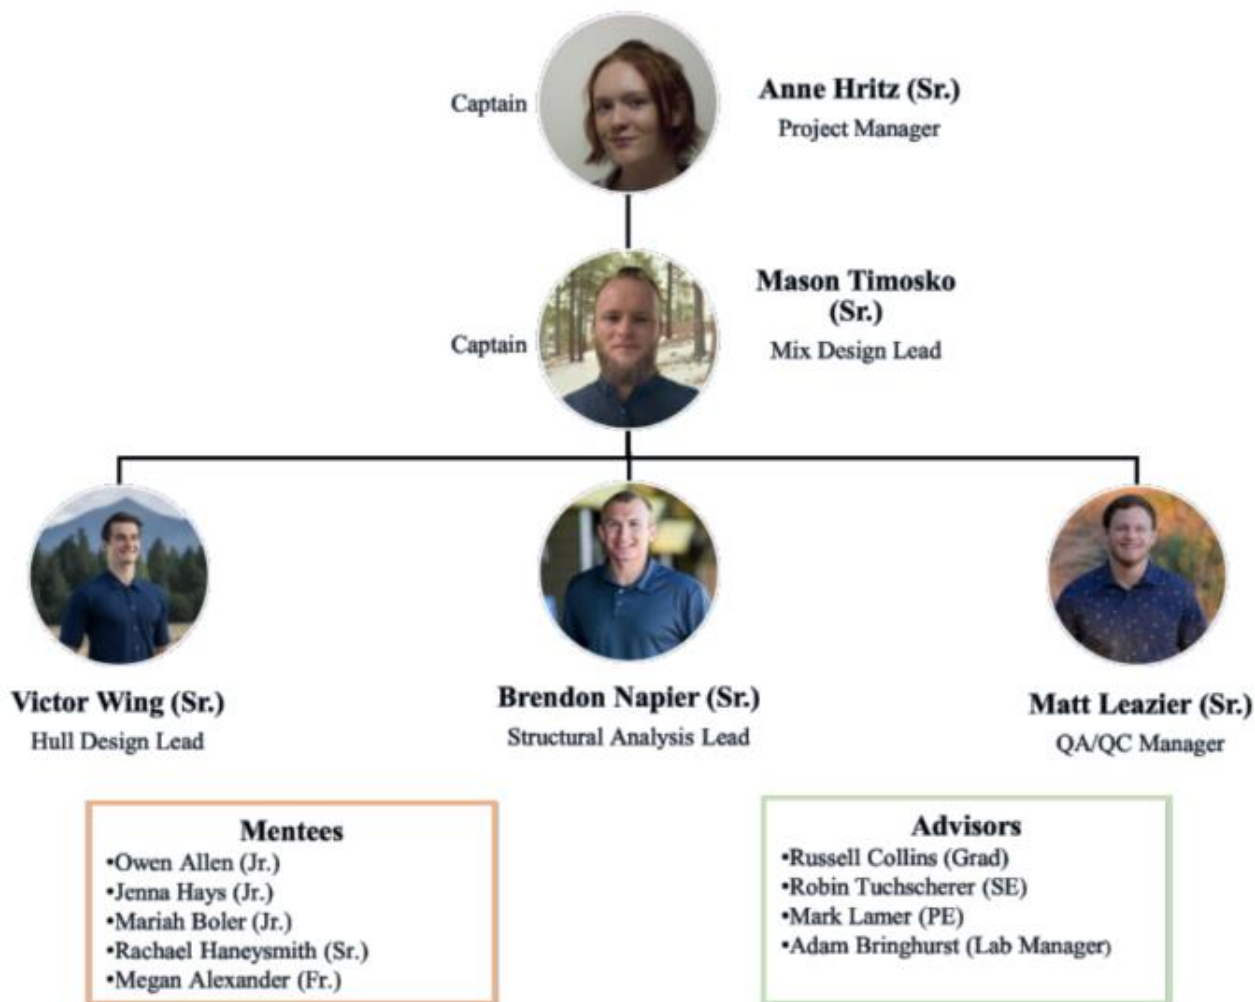 Captain
Anne Hritz (Sr.)
Project Manager
Captain
Mason Timosko
(Sr.)
Mix Design Lead
Victor Wing (Sr.)
Hull Design Lead
Brendon Napier (Sr.)
Structural Analysis Lead
Matt Leazier (Sr.)
QA/QC Manager
Mentees
•Owen Allen (Jr.)
•Jenna Hays (Jr.)
•Mariah Boler (Jr.)
•Rachael Haneysmith (Sr.)
•Megan Alexander (Fr.)
Advisors
•Russell Collins (Grad)
•Robin Tuchscherer (SE)
•Mark Lamer (PE)
•Adam Bringhurst (Lab Manager)